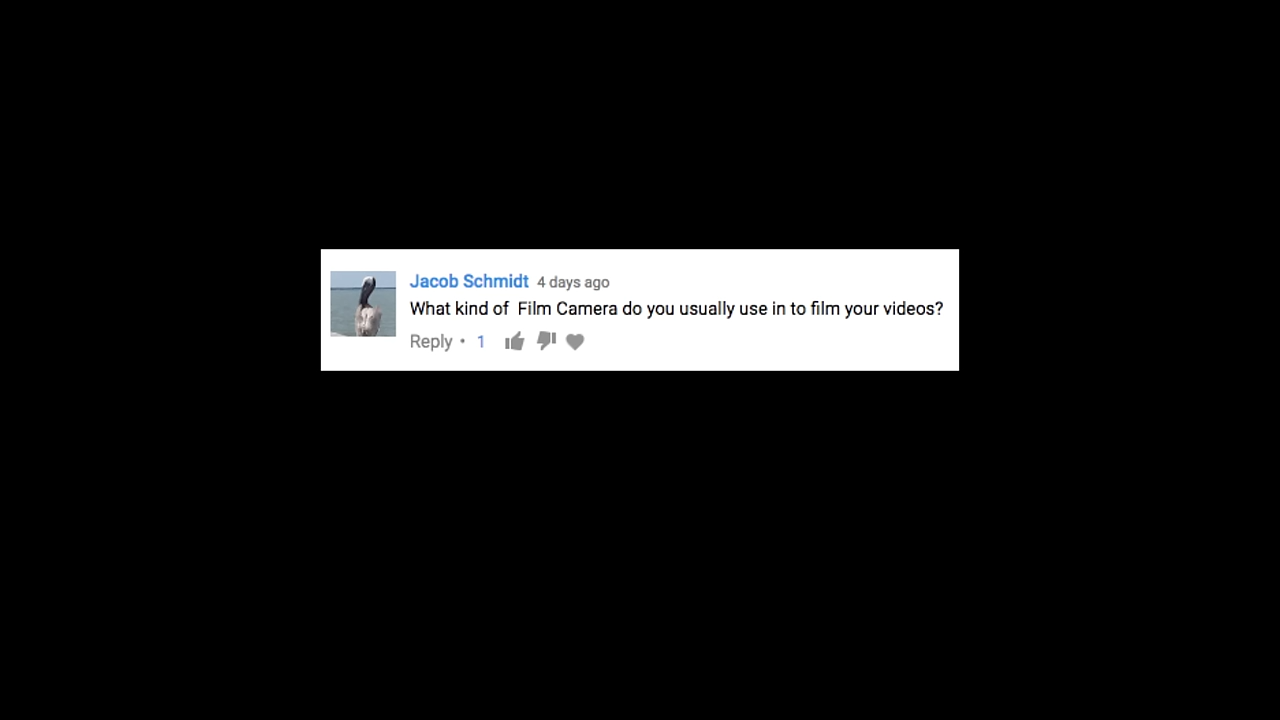 Jacob Schmidt 4 days ago
What kind of  Film Camera do you usually use in to film your videos?
Reply • 1